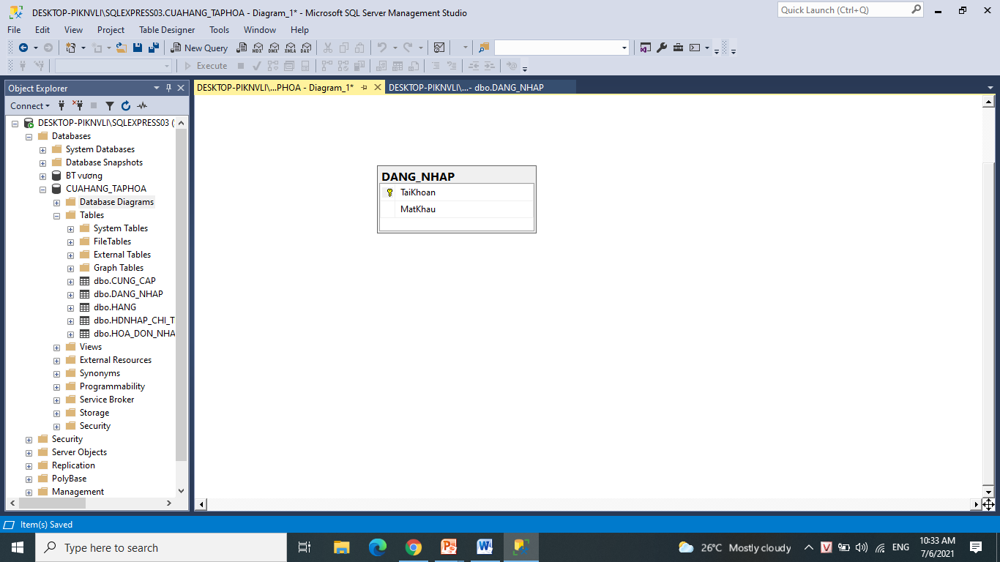 DESKTOP-PIKNVLI\SQLEXPRESS03.CUAHANG_TAPHOA - Diagram_1* - Microsoft SQL Server Management Studio
Quick Launch (Ctrl+Q)
File Edit View Project Table Designer Tools Window Help
New Query MDX DMX XMLA DAX
Execute
Object Explorer
DESKTOP-PIKNVLI\...PHOA - Diagram_1*
DESKTOP-PIKNVLI\...- dbo.DANG_NHAP
Connect
DESKTOP-PIKNVLI\SQLEXPRESS03 (
Databases
System Databases
Database Snapshots
BT vương
CUAHANG_TAPHOA
Database Diagrams
Tables
System Tables
FileTables
External Tables
Graph Tables
dbo.CUNG_CAP
dbo.DANG_NHAP
dbo.HANG
dbo.HDNHAP_CHI_T
dbo.HOA_DON_NHA
Views
External Resources
Synonyms
Programmability
Service Broker
Storage
Security
Security
Server Objects
Replication
PolyBase
Management
DANG_NHAP
TaiKhoan
MatKhau
Item(s) Saved
Type here to search
26°C Mostly cloudy
ENG
10:33 AM
7/6/2021